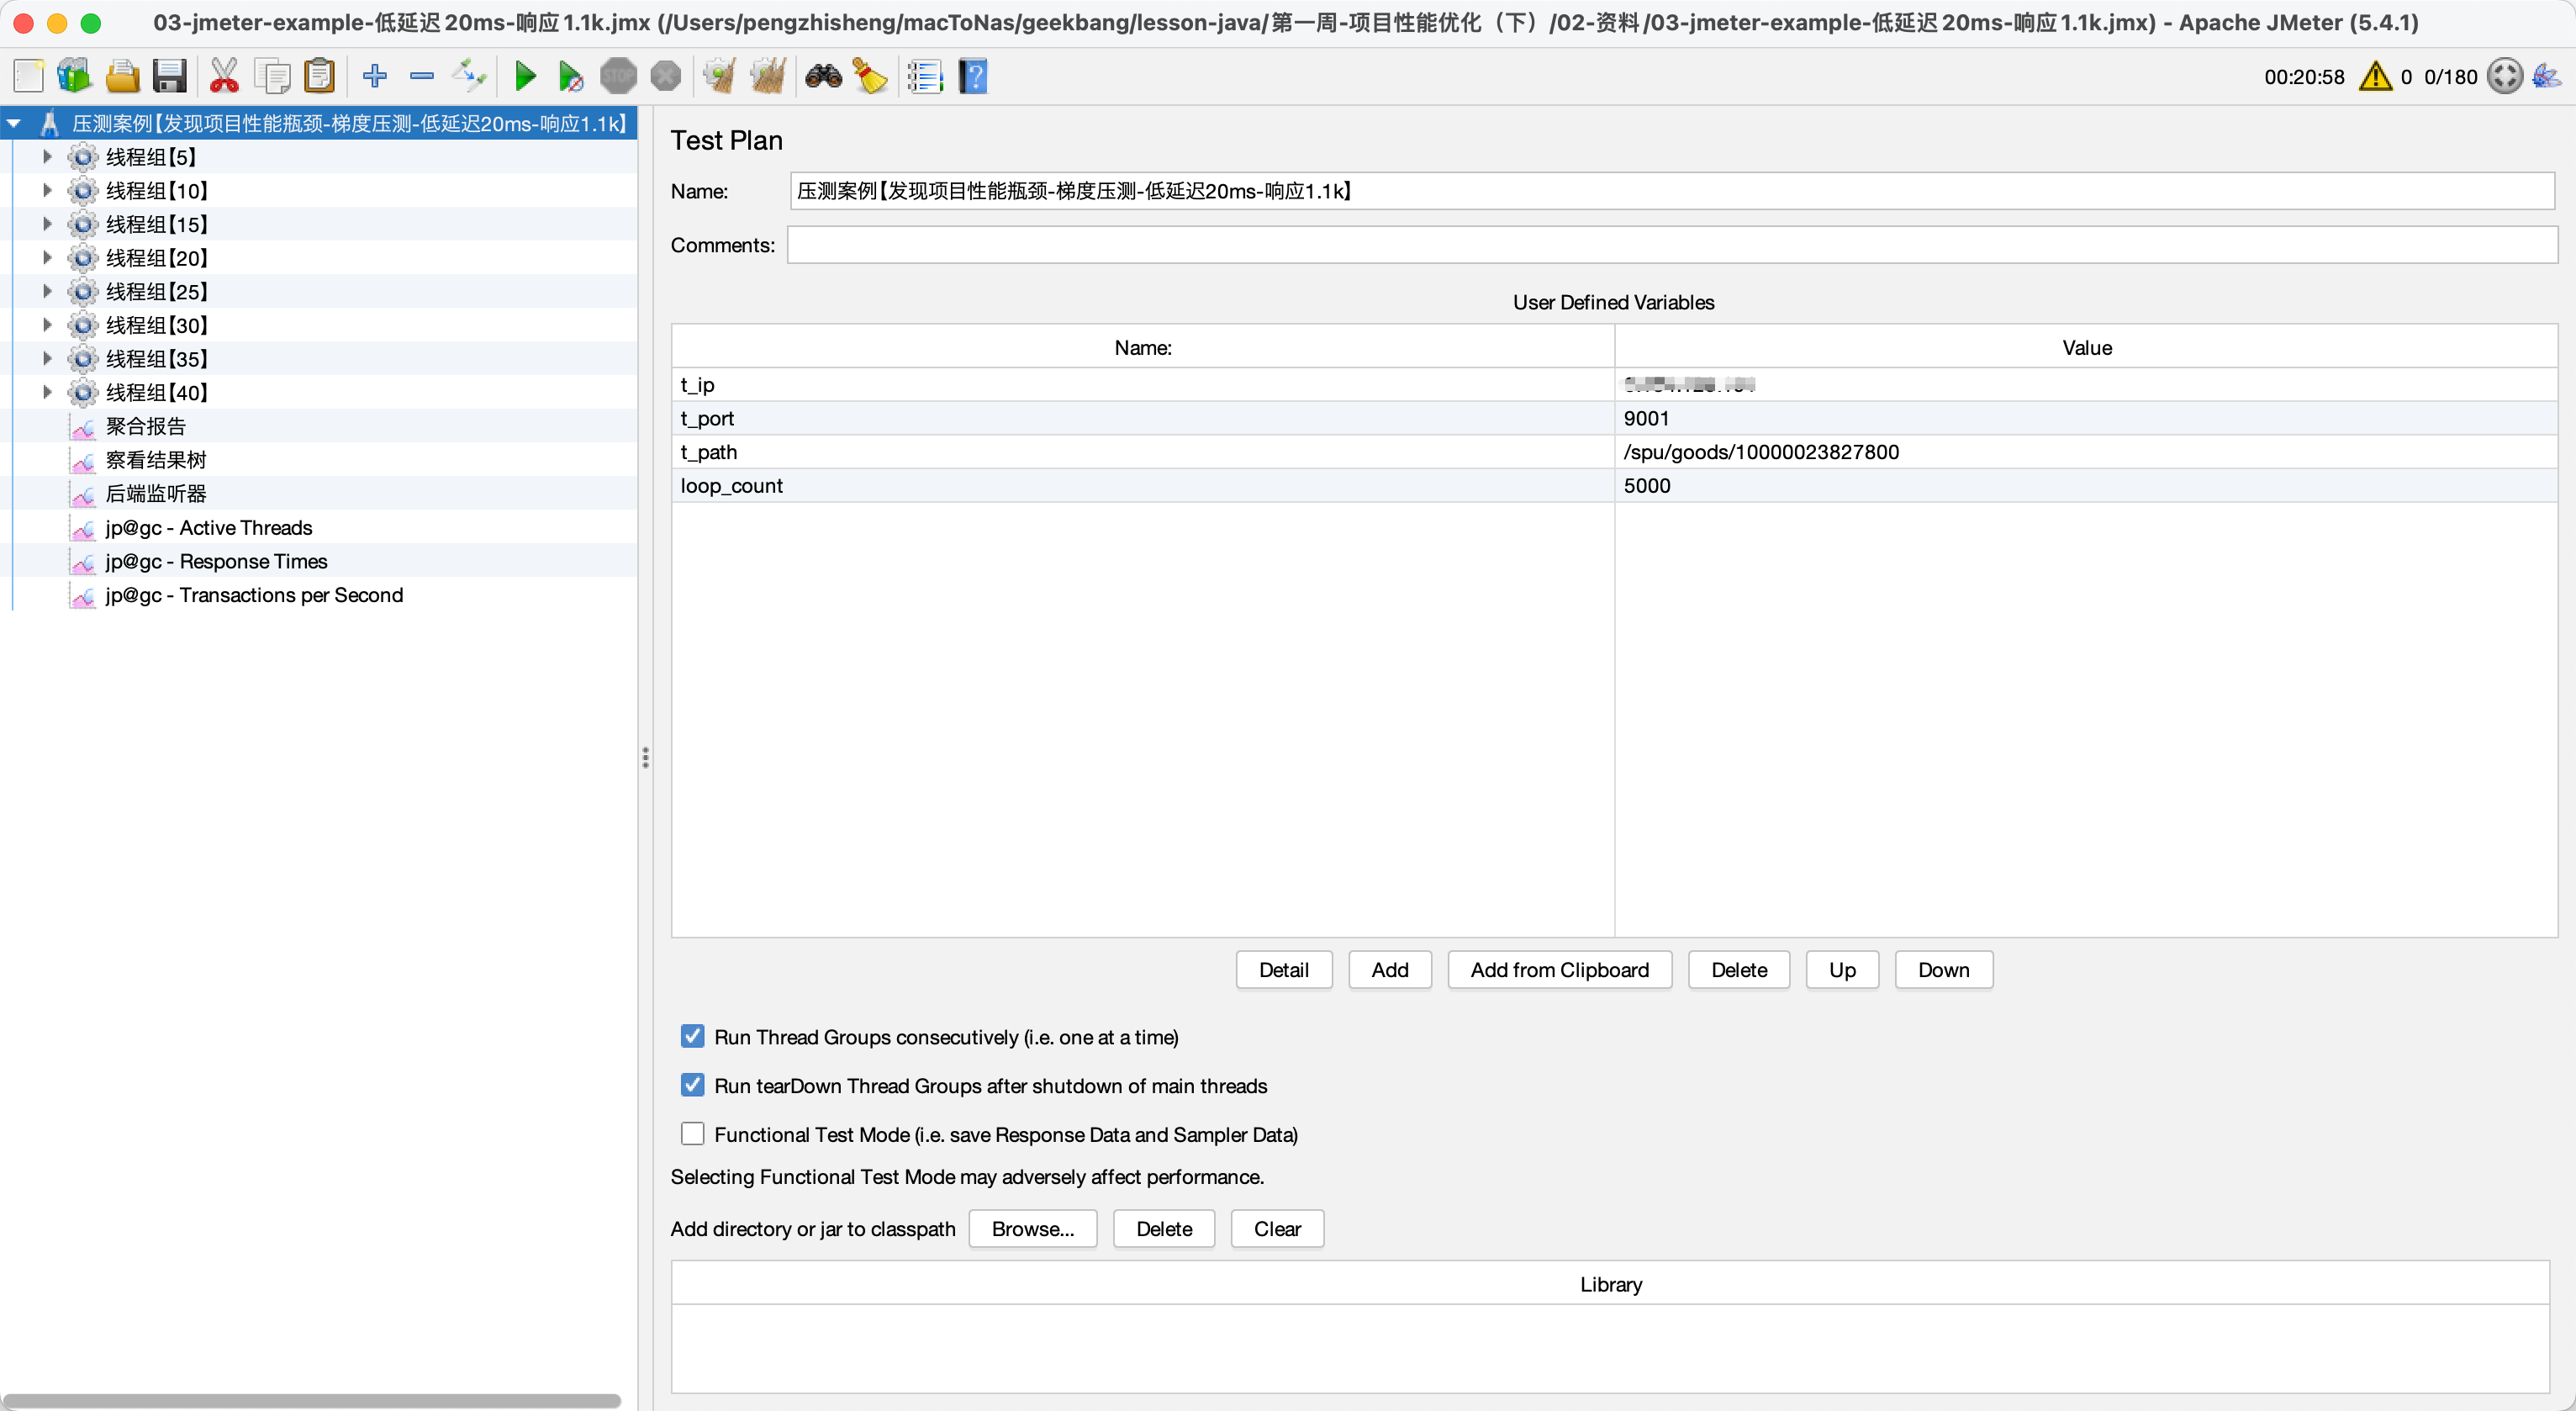 03-jmeter-example-低延迟20ms-响应1.1k.jmx (/Users/pengzhisheng/macToNas/geekbang/lesson-java/第一周-项目性能优化（下）/02-资料/03-jmeter-example-低延迟20ms-响应1.1k.jmx) - Apache JMeter (5.4.1)
STOP
00:20:58 0 0/180
压测案例【发现项目性能瓶颈-梯度压测-低延迟20ms-响应1.1k】
线程组【5】
线程组【10】
线程组【15】
线程组【20】
线程组【25】
线程组【30】
线程组【35】
线程组【40】
聚合报告
察看结果树
后端监听器
jp@gc - Active Threads
jp@gc - Response Times
jp@gc - Transactions per Second
Test Plan
Name: 压测案例【发现项目性能瓶颈-梯度压测-低延迟20ms-响应1.1k】
Comments:
User Defined Variables
Name: Value
t_ip
t_port 9001
t_path /spu/goods/10000023827800
loop_count 5000
Detail Add Add from Clipboard Delete Up Down
Run Thread Groups consecutively (i.e. one at a time)
Run tearDown Thread Groups after shutdown of main threads
Functional Test Mode (i.e. save Response Data and Sampler Data)
Selecting Functional Test Mode may adversely affect performance.
Add directory or jar to classpath Browse... Delete Clear
Library